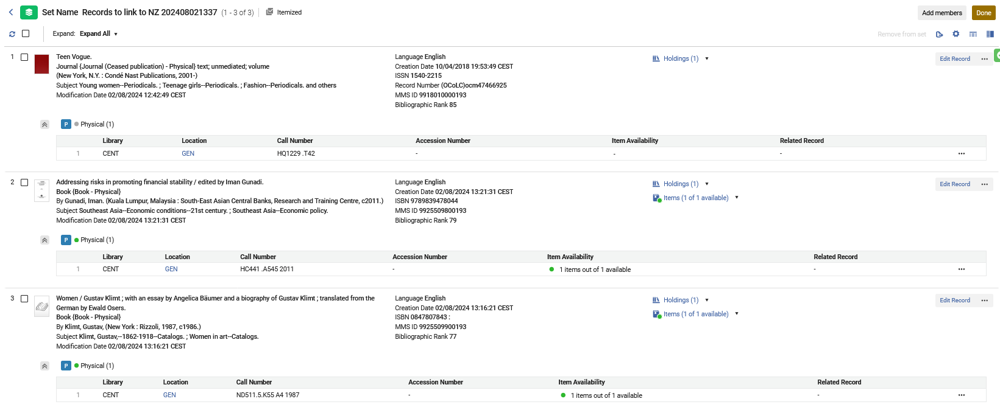 Set Name Records to link to NZ 202408021337 (1 - 3 of 3) Itemized Add members Done
Expand: Expand All Remove from set
1 Teen Vogue. Language English Holdings (1) Edit Record
Journal {Journal (Ceased publication) - Physical} text; unmediated; volume Creation Date 10/04/2018 19:53:49 CEST
(New York, N.Y. : Condé Nast Publications, 2001-) ISSN 1540-2215
Subject Young women--Periodicals. ; Teenage girls--Periodicals. ; Fashion--Periodicals. and others Record Number (OCoLC)ocm47466925
Modification Date 02/08/2024 12:42:49 CEST MMS ID 9918010000193
Bibliographic Rank 85
P Physical (1)
Library Location Call Number Accession Number Item Availability Related Record
1 CENT GEN HQ1229 .T42 - - -
2 Addressing risks in promoting financial stability / edited by Iman Gunadi. Language English Holdings (1) Edit Record
Book {Book - Physical} Creation Date 02/08/2024 13:21:31 CEST
By Gunadi, Iman. (Kuala Lumpur, Malaysia : South-East Asian Central Banks, Research and Training Centre, c2011.) ISBN 9789839478044 Items (1 of 1 available)
Subject Southeast Asia--Economic conditions--21st century. ; Southeast Asia--Economic policy. MMS ID 9925509800193
Modification Date 02/08/2024 13:21:31 CEST Bibliographic Rank 79
P Physical (1)
Library Location Call Number Accession Number Item Availability Related Record
1 CENT GEN HC441 .A545 2011 - 1 items out of 1 available -
3 Women / Gustav Klimt ; with an essay by Angelica Bäumer and a biography of Gustav Klimt ; translated from the Language English Holdings (1) Edit Record
German by Ewald Osers. Creation Date 02/08/2024 13:16:21 CEST
Book {Book - Physical} ISBN 0847807843 : Items (1 of 1 available)
By Klimt, Gustav, (New York : Rizzoli, 1987, c1986.) MMS ID 9925509900193
Subject Klimt, Gustav,--1862-1918--Catalogs. ; Women in art--Catalogs. Bibliographic Rank 77
Modification Date 02/08/2024 13:16:21 CEST
P Physical (1)
Library Location Call Number Accession Number Item Availability Related Record
1 CENT GEN ND511.5.K55 A4 1987 - 1 items out of 1 available -